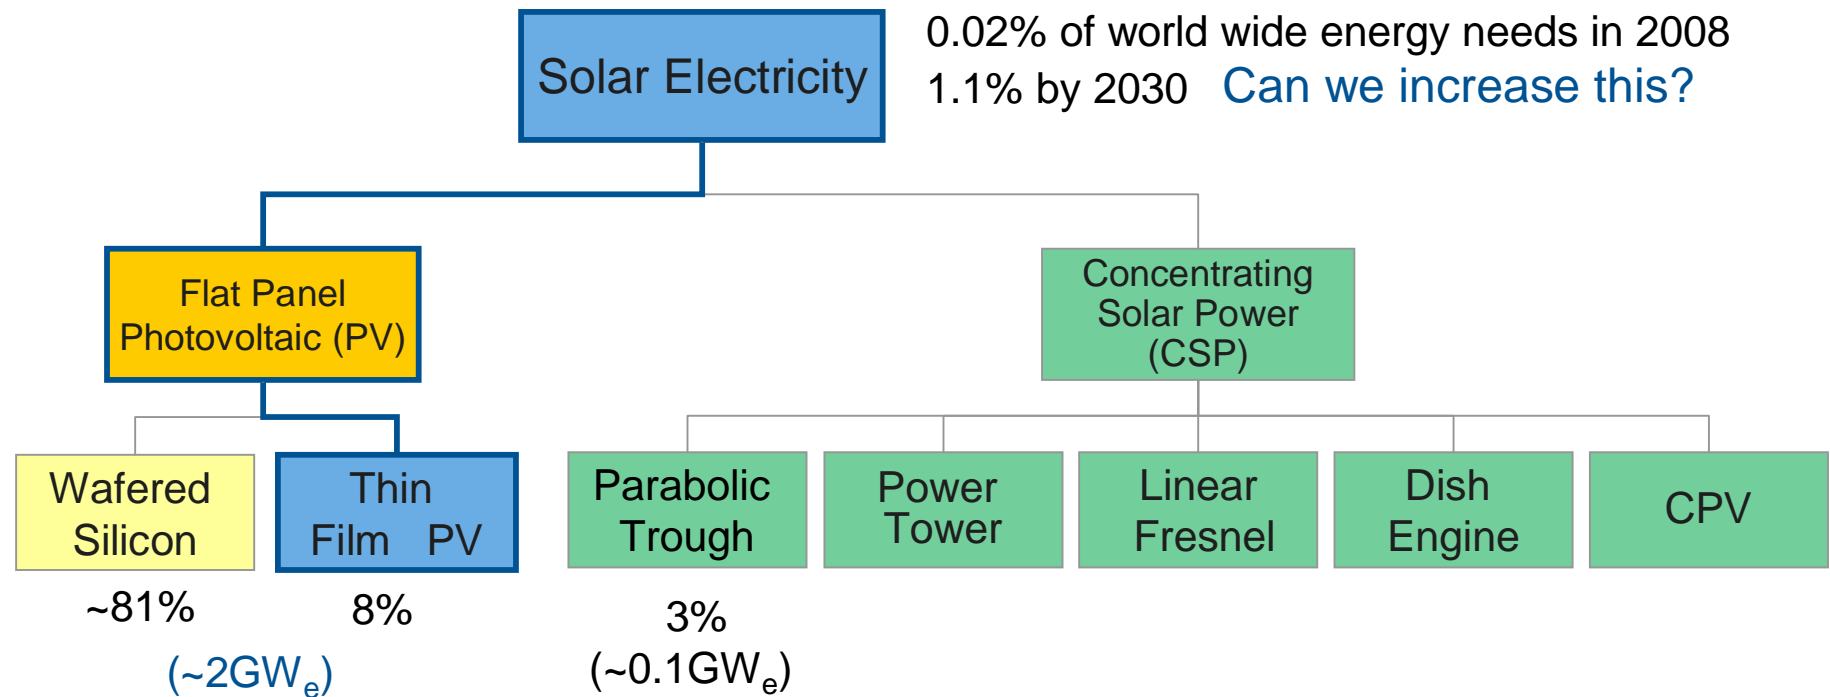 Solar Electricity
0.02% of world wide energy needs in 2008
1.1% by 2030 Can we increase this?
Flat Panel
Photovoltaic (PV)
Concentrating
Solar Power
(CSP)
Wafered
Silicon
Thin
Film PV
Parabolic
Trough
Power
Tower
Linear
Fresnel
Dish
Engine
CPV
~81%
8%
(~2GWe)
3%
(~0.1GWe)